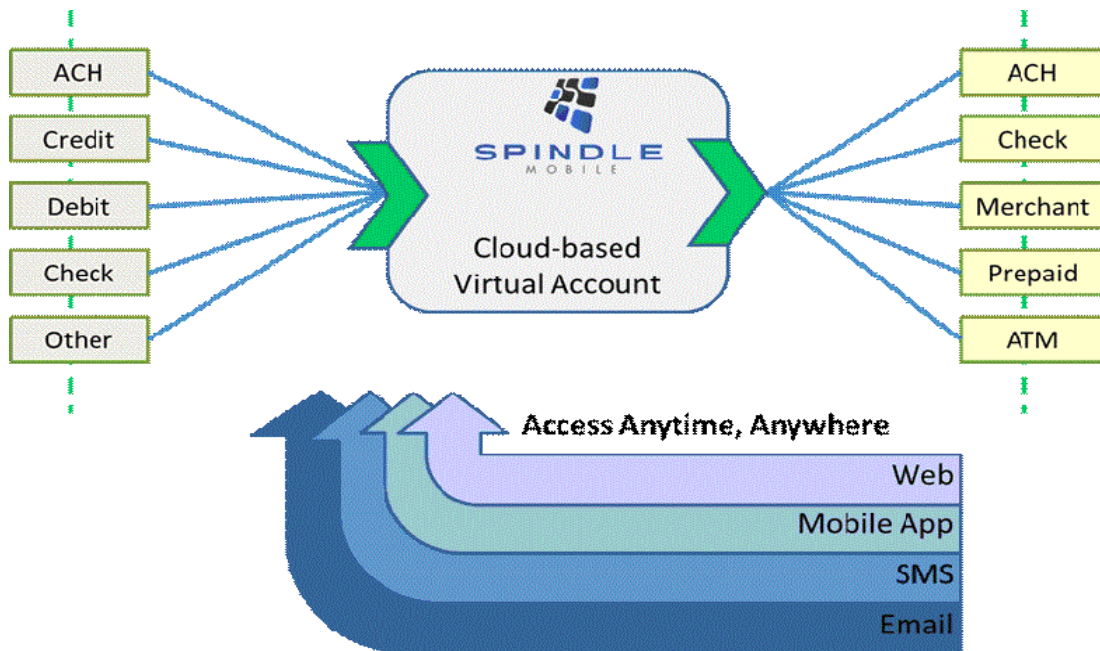 ACH
Credit
Debit
Check
Other
SPINDLE
MOBILE
Cloud-based
Virtual Account
ACH
Check
Merchant
Prepaid
ATM
Access Anytime, Anywhere
Web
Mobile App
SMS
Email